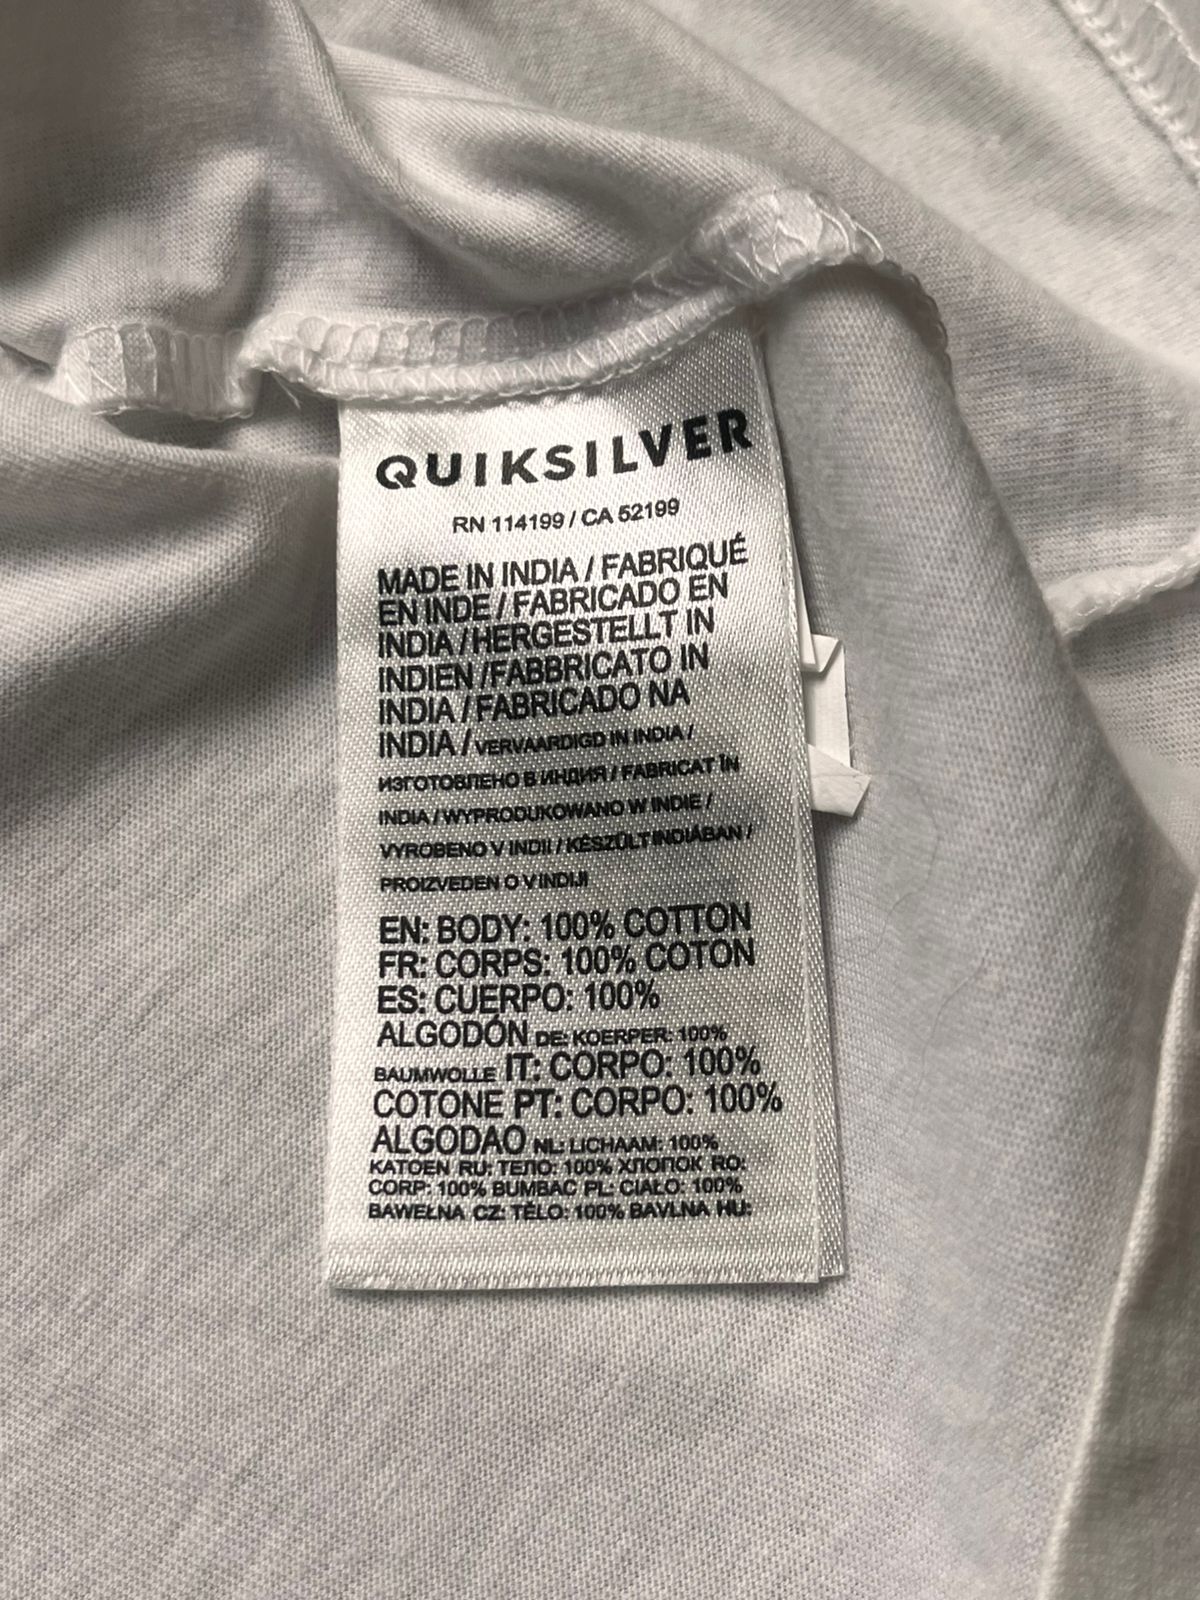 QUIKSILVER
RN 114199 / CA 52199
MADE IN INDIA / FABRIQUÉ
EN INDE / FABRICADO EN
INDIA / HERGESTELLT IN
INDIEN / FABBRICATO IN
INDIA / FABRICADO NA
INDIA / VERVAARDIGD IN INDIA /
ИЗГОТОВЛЕНО В ИНДИЯ / FABRICAT ÎN
INDIA / WYPRODUKOWANO W INDIE /
VYROBENO V INDII / KÉSZÜLT INDIÁBAN /
PROIZVEDEN O V INDIJI
EN: BODY: 100% COTTON
FR: CORPS: 100% COTON
ES: CUERPO: 100%
ALGODÓN DE: KOERPER: 100%
BAUMWOLLE IT: CORPO: 100%
COTONE PT: CORPO: 100%
ALGODAO NL: LICHAAM: 100%
KATOEN RU: ТЕЛО: 100% ХЛОПОК RO:
CORP: 100% BUMBAC PL: CIAŁO: 100%
BAWEŁNA CZ: TĚLO: 100% BAVLNA HU: